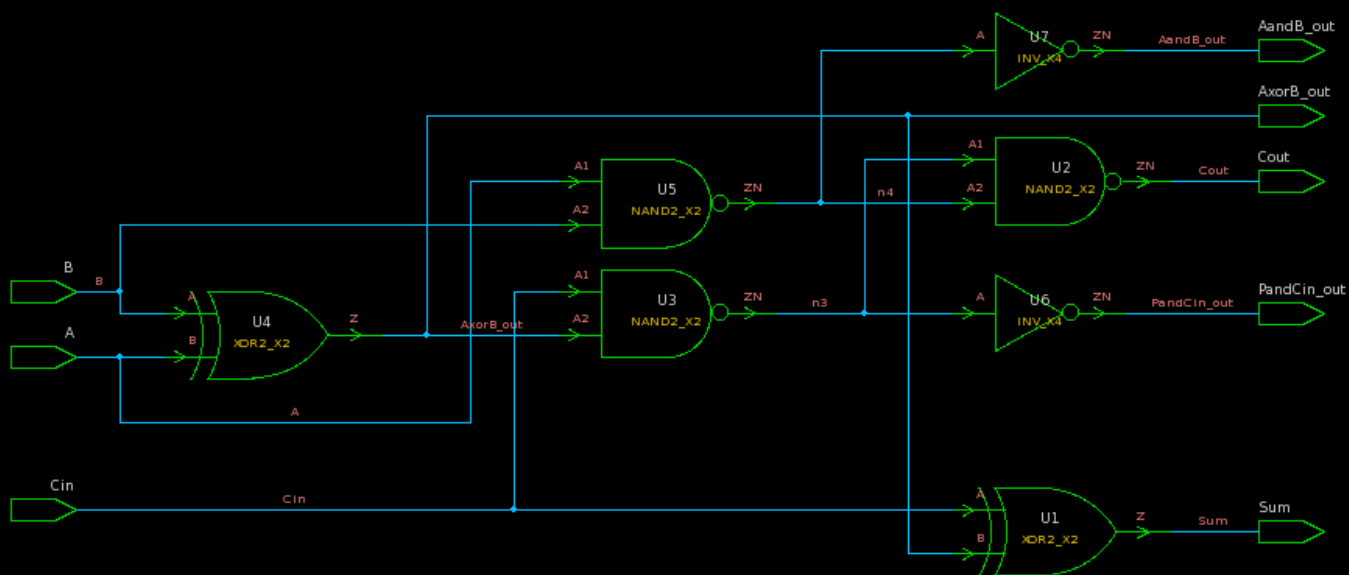 AandB_out
A
U7
ZN
AandB_out
INV_X4
AxorB_out
A1
U2
ZN
Cout
Cout
A1
U5
ZN
A2
n4
NAND2_X2
A2
NAND2_X2
B
B
A1
A
U4
Z
XOR2_X2
B
A
A
U3
ZN
n3
AxorB_out
A2
NAND2_X2
A
U6
ZN
PandCin_out
PandCin_out
INV_X4
Cin
Cin
A
U1
Z
Sum
Sum
B
XOR2_X2